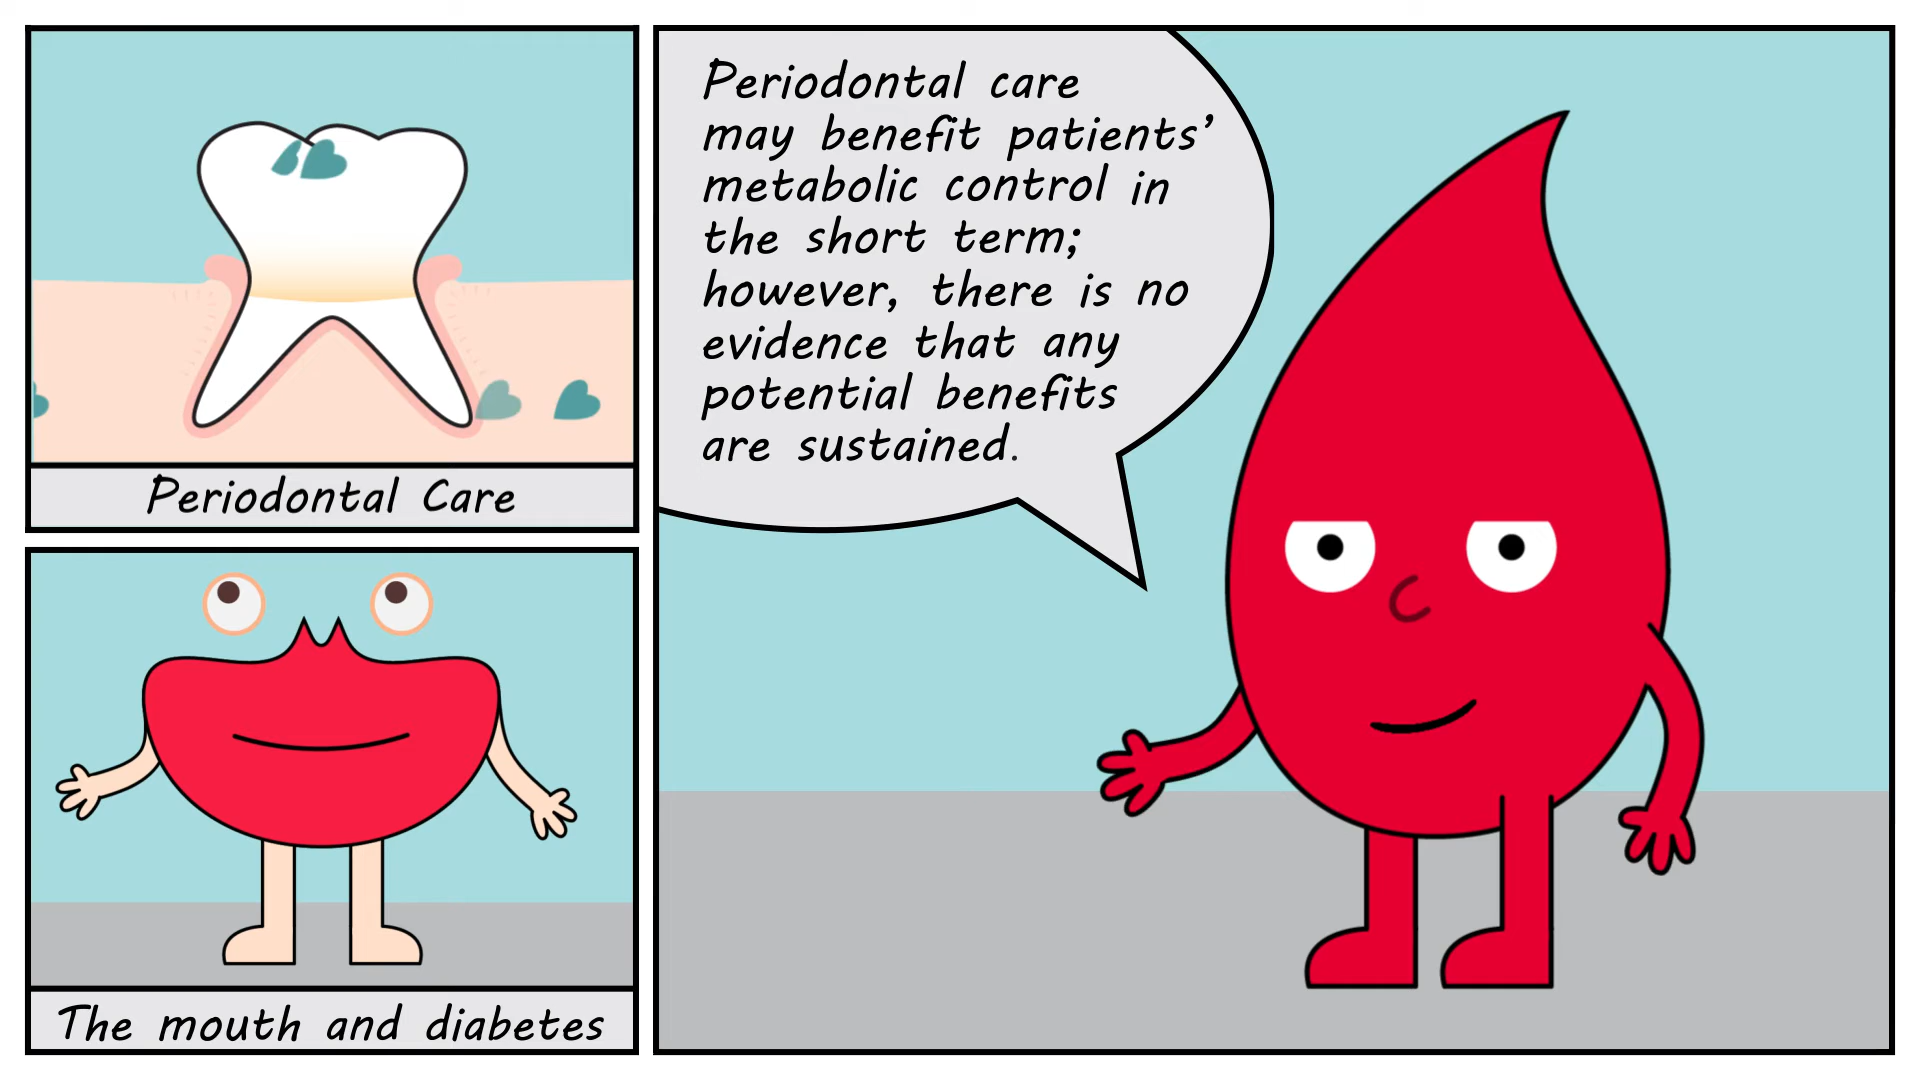 Periodontal Care
The mouth and diabetes
Periodontal care
may benefit patients’
metabolic control in
the short term;
however, there is no
evidence that any
potential benefits
are sustained.